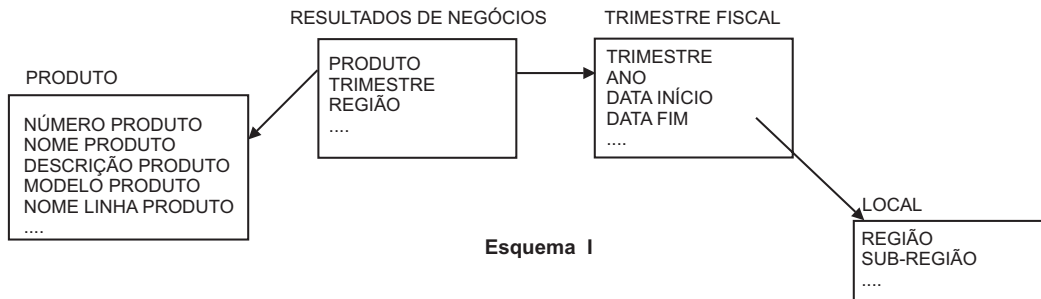 RESULTADOS DE NEGÓCIOS
TRIMESTRE FISCAL
PRODUTO
PRODUTO
TRIMESTRE
REGIÃO
....
TRIMESTRE
ANO
DATA INÍCIO
DATA FIM
....
NÚMERO PRODUTO
NOME PRODUTO
DESCRIÇÃO PRODUTO
MODELO PRODUTO
NOME LINHA PRODUTO
....
LOCAL
REGIÃO
SUB-REGIÃO
....
Esquema I